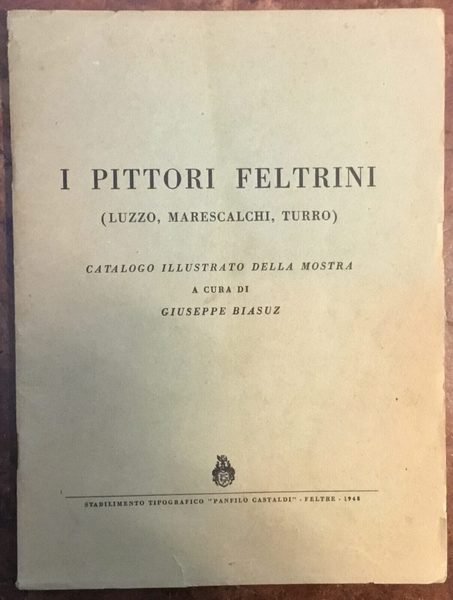 I PITTORI FELTRINI
(LUZZO, MARESCALCHI, TURRO)
CATALOGO ILLUSTRATO DELLA MOSTRA
A CURA DI
GIUSEPPE BIASUZ
STABILIMENTO TIPOGRAFICO "PANFILO CASTALDI" - FELTRE - 1948